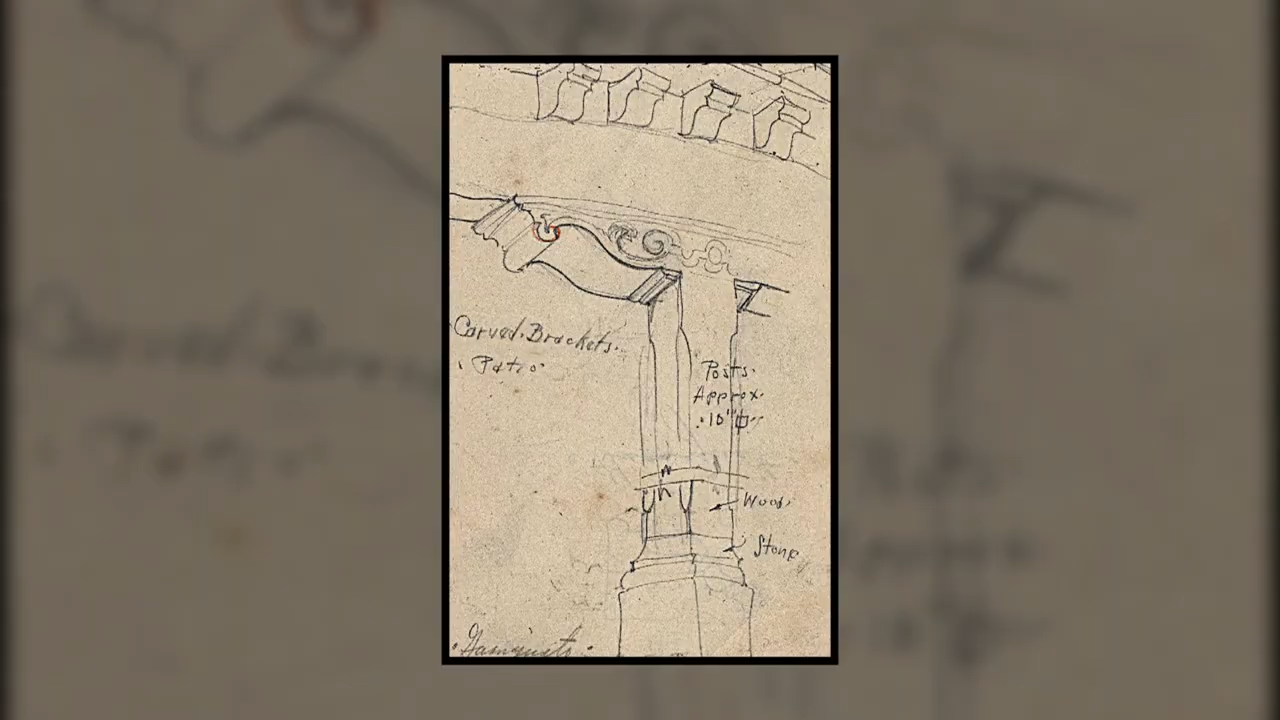 Carved Brackets.
Patio
Posts.
Approx.
10"
Wood
Stone